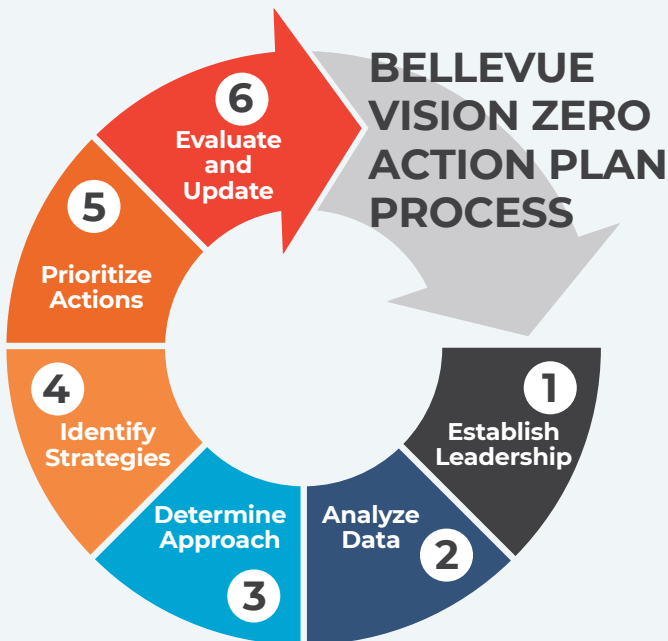 BELLEVUE
VISION ZERO
ACTION PLAN
PROCESS
1
Establish
Leadership
Analyze
Data
2
Determine
Approach
3
4
Identify
Strategies
5
Prioritize
Actions
6
Evaluate
and
Update